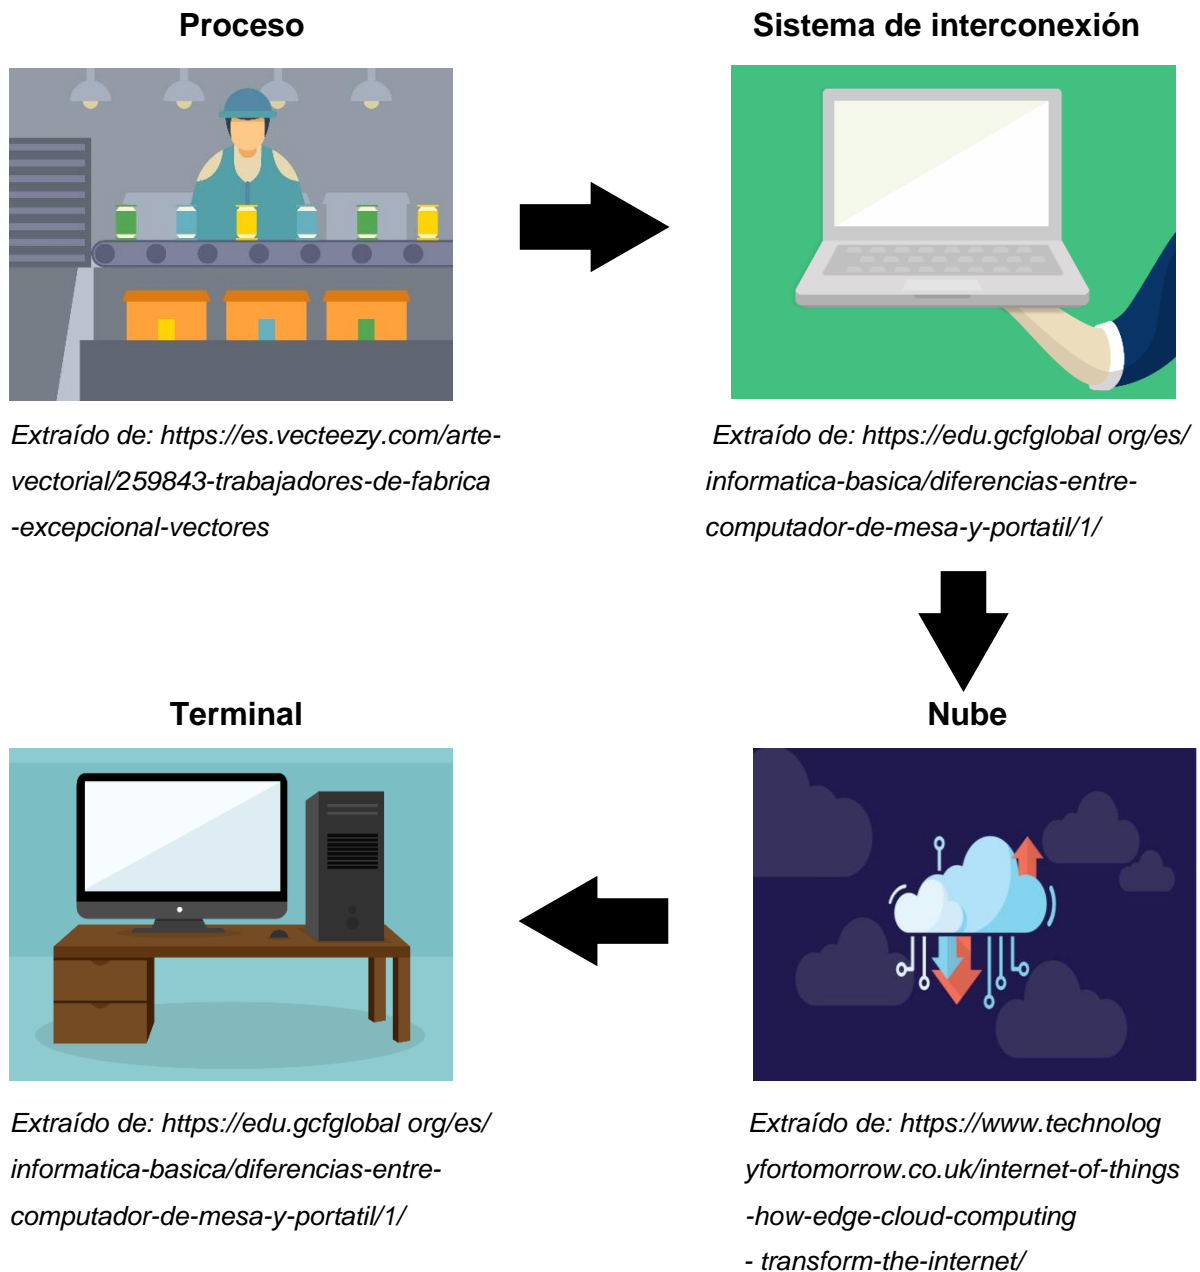 Proceso
Sistema de interconexión
Extraído de: https://es.vecteezy.com/arte-
vectorial/259843-trabajadores-de-fabrica
-excepcional-vectores
Extraído de: https://edu.gcfglobal org/es/
informatica-basica/diferencias-entre-
computador-de-mesa-y-portatil/1/
Terminal
Nube
Extraído de: https://edu.gcfglobal org/es/
informatica-basica/diferencias-entre-
computador-de-mesa-y-portatil/1/
Extraído de: https://www.technolog
yfortomorrow.co.uk/internet-of-things
-how-edge-cloud-computing
- transform-the-internet/